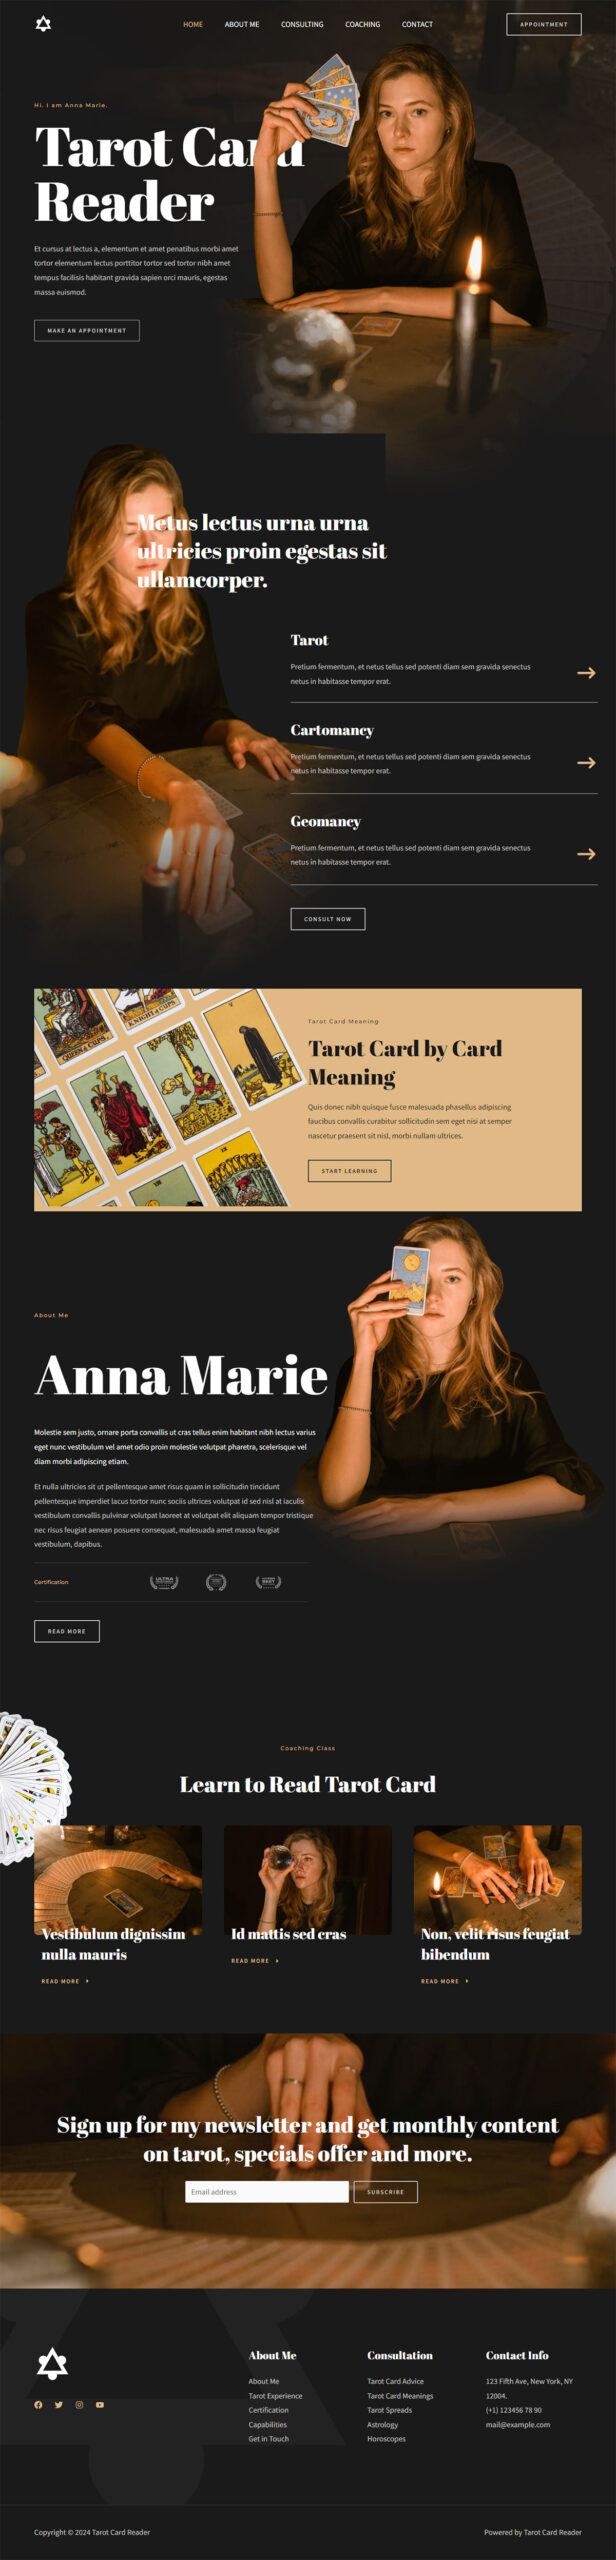 HOME ABOUT ME CONSULTING COACHING CONTACT APPOINTMENT
Hi. I am Anna Marie.
Tarot Card
Reader
Et cursus at lectus a, elementum et amet penatibus morbi amet
tortor elementum lectus porttitor tortor sed tortor nibh amet
tempus facilisis habitant gravida sapien orci mauris, egestas
massa euismod.
MAKE AN APPOINTMENT
Metus lectus urna urna
ultricies proin egestas sit
ullamcorper.
Tarot
Pretium fermentum, et netus tellus sed potenti diam sem gravida senectus
netus in habitasse tempor erat.
Cartomancy
Pretium fermentum, et netus tellus sed potenti diam sem gravida senectus
netus in habitasse tempor erat.
Geomancy
Pretium fermentum, et netus tellus sed potenti diam sem gravida senectus
netus in habitasse tempor erat.
CONSULT NOW
QUEEN of CUPS
KNIGHT of CUPS
V
VIII
IX
Tarot Card Meaning
Tarot Card by Card
Meaning
Quis donec nibh quisque fusce malesuada phasellus adipiscing
faucibus convallis curabitur sollicitudin sem eget nisi at semper
nascetur praesent sit nisl, morbi nullam ultrices.
START LEARNING
About Me
Anna Marie
Molestie sem justo, ornare porta convallis ut cras tellus enim habitant nibh lectus varius
eget nunc vestibulum vel amet odio proin molestie volutpat pharetra, scelerisque vel
diam morbi adipiscing etiam.
Et nulla ultricies sit ut pellentesque amet risus quam in sollicitudin tincidunt
pellentesque imperdiet lacus tortor nunc sociis ultrices volutpat id sed nisl at iaculis
vestibulum convallis pulvinar volutpat laoreet at volutpat elit aliquam tempor tristique
nec risus feugiat aenean posuere consequat, malesuada amet massa feugiat
vestibulum, dapibus.
Certification
ULTRA
BEST
READ MORE
Coaching Class
Learn to Read Tarot Card
Vestibulum dignissim
nulla mauris
READ MORE
Id mattis sed cras
READ MORE
Non, velit risus feugiat
bibendum
READ MORE
Sign up for my newsletter and get monthly content
on tarot, specials offer and more.
Email address
SUBSCRIBE
About Me
About Me
Tarot Experience
Certification
Capabilities
Get in Touch
Consultation
Tarot Card Advice
Tarot Card Meanings
Tarot Spreads
Astrology
Horoscopes
Contact Info
123 Fifth Ave, New York, NY
12004.
(+1) 123456 78 90
mail@example.com
Copyright © 2024 Tarot Card Reader
Powered by Tarot Card Reader